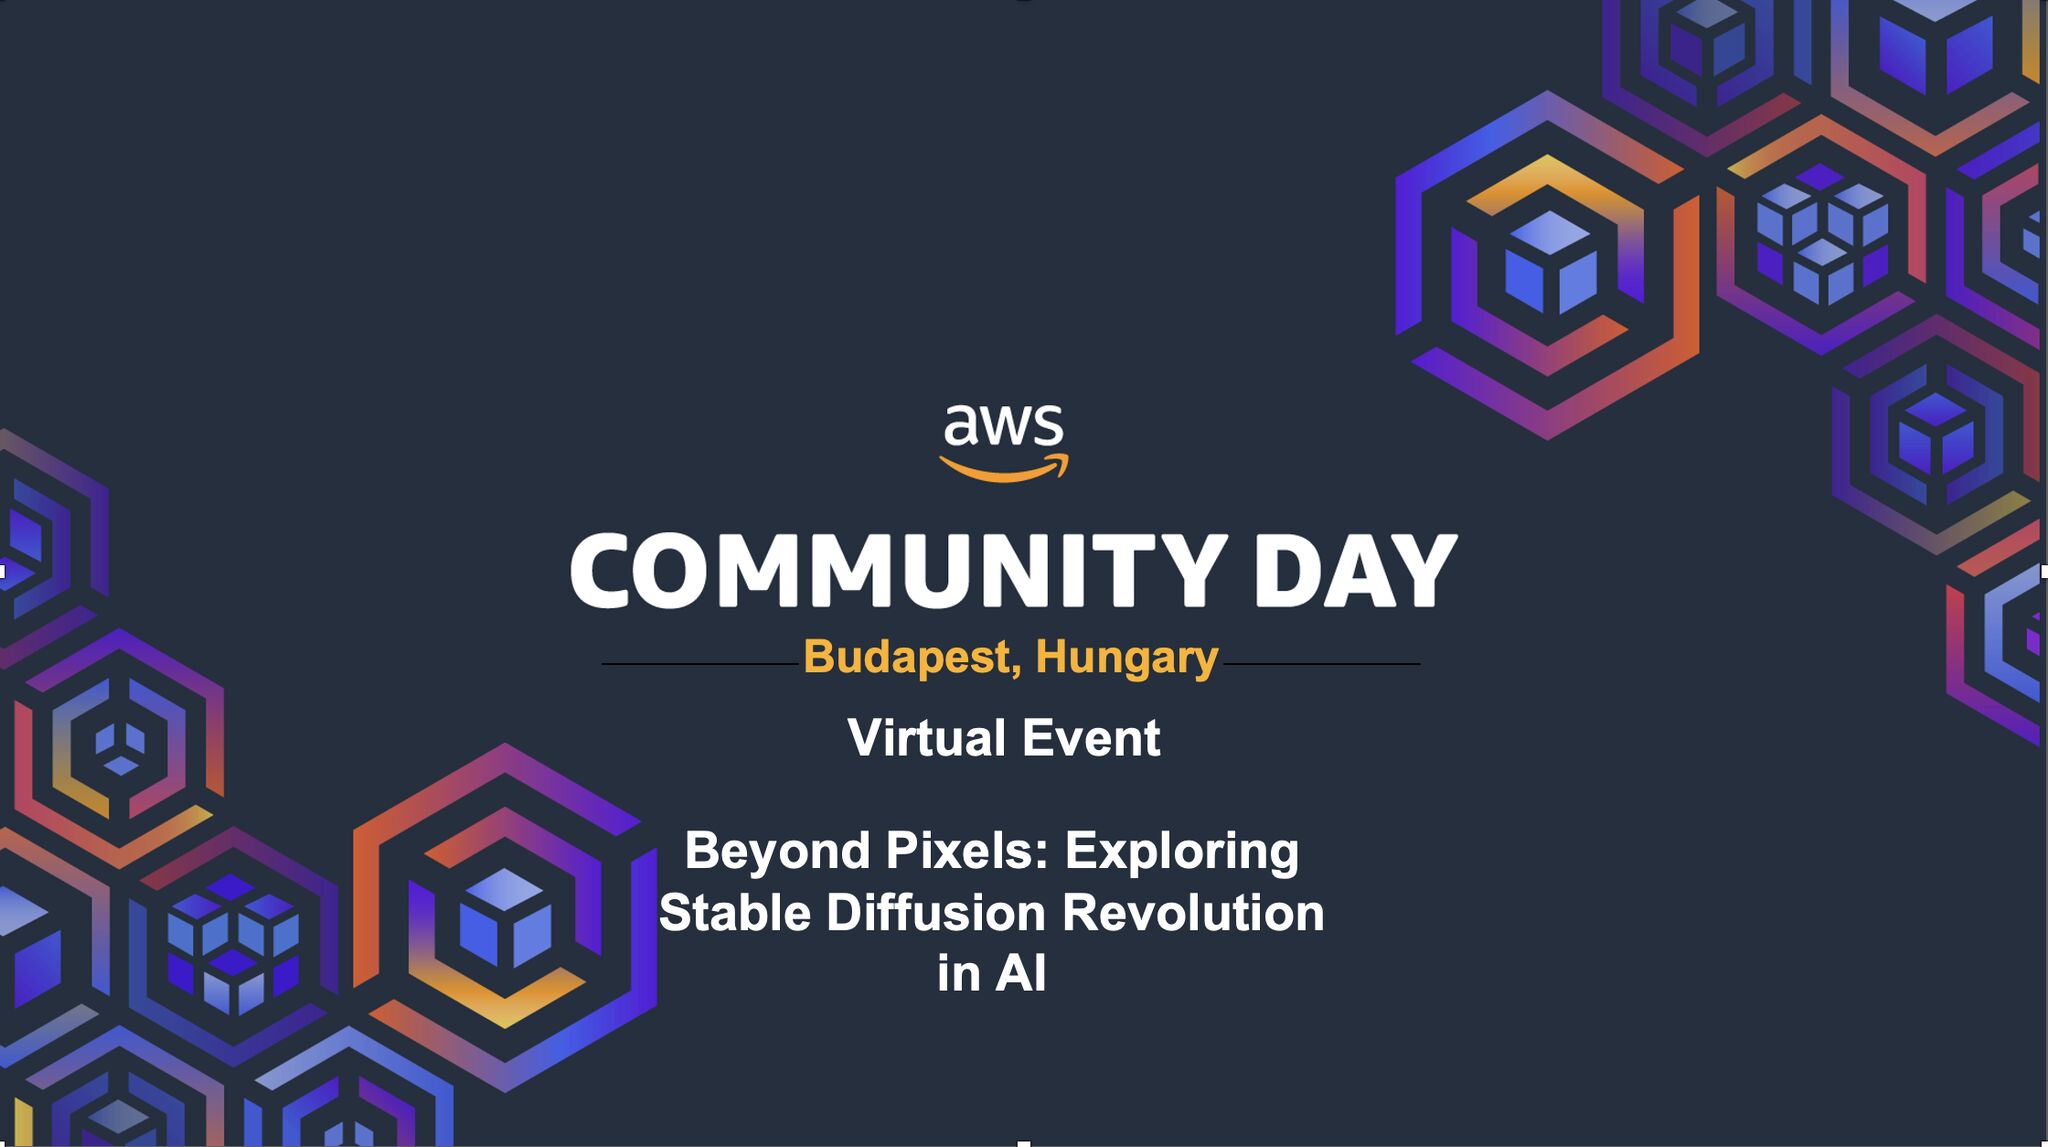 aws
COMMUNITY DAY
Budapest, Hungary
Virtual Event
Beyond Pixels: Exploring
Stable Diffusion Revolution
in AI